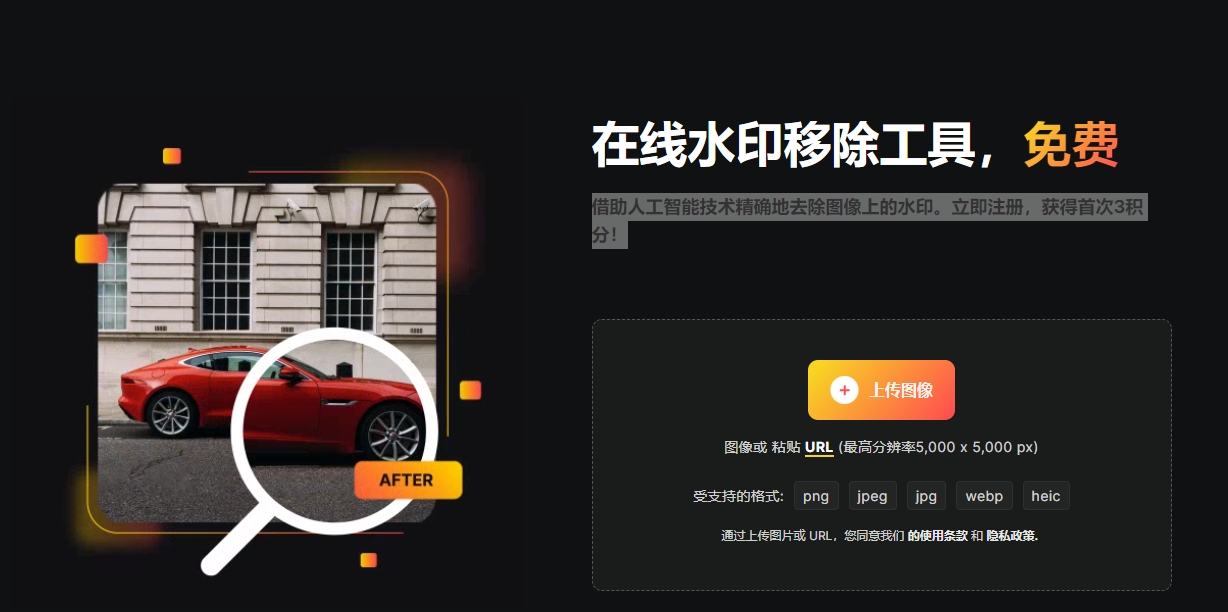 在线水印移除工具，免费
借助人工智能技术精确地去除图像上的水印。立即注册，获得首次3积
分！
上传图像
图像或 粘贴 URL (最高分辨率5,000 x 5,000 px)
受支持的格式: png jpeg jpg webp heic
通过上传图片或 URL，您同意我们 的使用条款 和 隐私政策.
AFTER